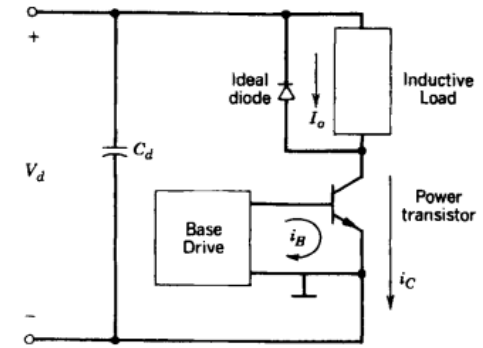 +
Ideal
diode
I_o
Inductive
Load
C_d
V_d
Base
Drive
i_B
Power
transistor
i_C
−